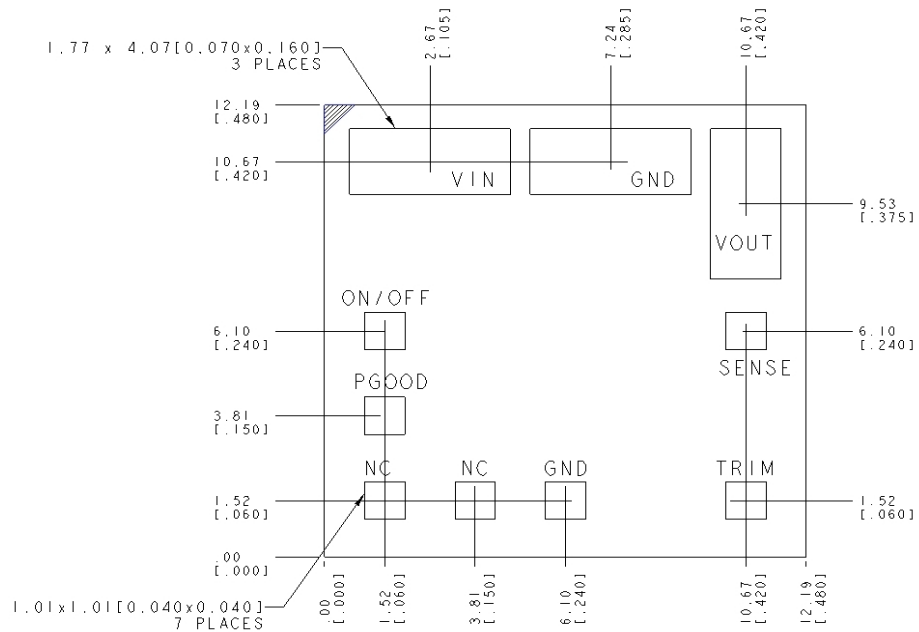 2.67
[.105]
7.24
[.285]
10.67
[.420]
1.77 x 4.07[0.070x0.160]
3 PLACES
12.19
[.480]
10.67
[.420]
VIN
GND
VOUT
9.53
[.375]
ON/OFF
6.10
[.240]
6.10
[.240]
SENSE
PGOOD
3.81
[.150]
NC
NC
GND
TRIM
1.52
[.060]
1.52
[.060]
.00
[.000]
1.01x1.01[0.040x0.040]
7 PLACES
.00
[.000]
1.52
[.060]
3.81
3.150]
6.10
[.240]
10.67
[.420]
12.19
[.480]